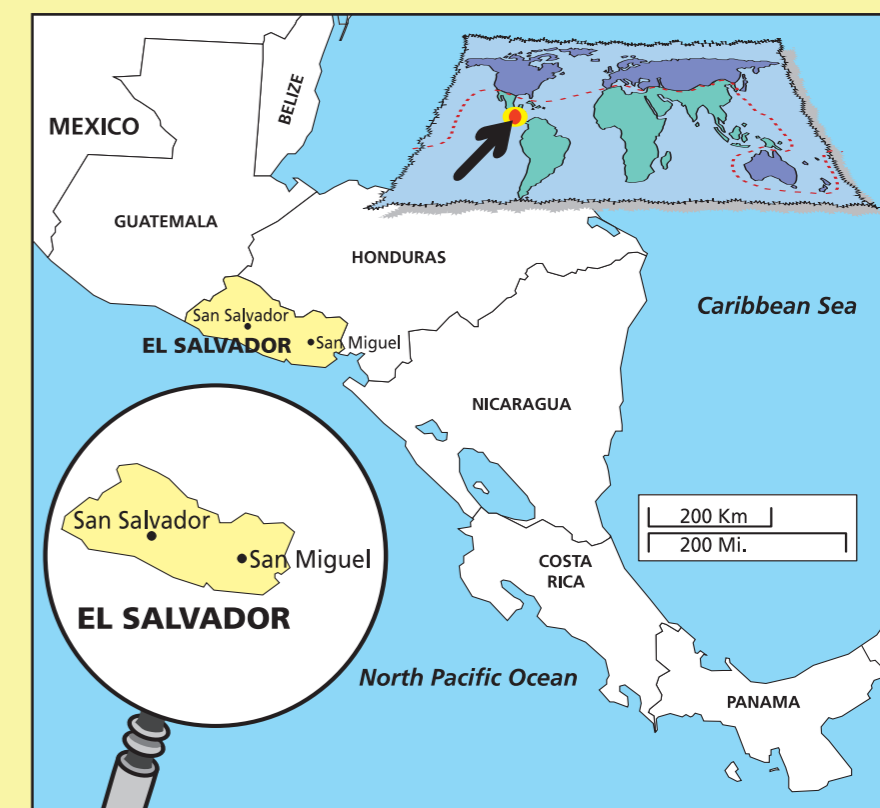 MEXICO
BELIZE
GUATEMALA
HONDURAS
Caribbean Sea
San Salvador
EL SALVADOR
San Miguel
NICARAGUA
San Salvador
San Miguel
EL SALVADOR
200 Km
200 Mi.
COSTA
RICA
North Pacific Ocean
PANAMA